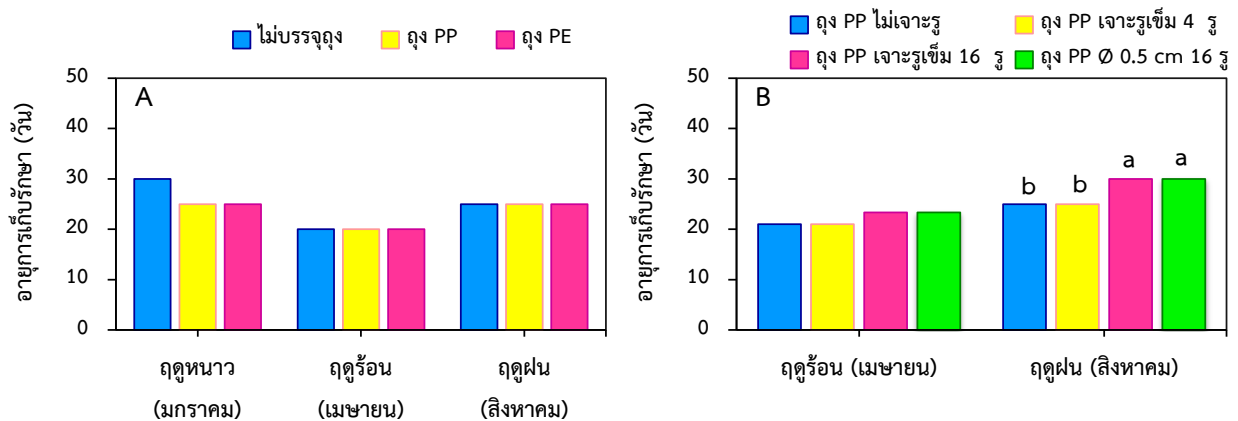 ไม่บรรจุถุง ถุง PP ถุง PE
A
อายุการเก็บรักษา (วัน)
50
40
30
20
10
0
ฤดูหนาว ฤดูร้อน ฤดูฝน
(มกราคม) (เมษายน) (สิงหาคม)
ถุง PP ไม่เจาะรู ถุง PP เจาะรูเข็ม 4 รู
ถุง PP เจาะรูเข็ม 16 รู ถุง PP Ø 0.5 cm 16 รู
B
อายุการเก็บรักษา (วัน)
50
40
30
20
10
0
b b a a
ฤดูร้อน (เมษายน) ฤดูฝน (สิงหาคม)